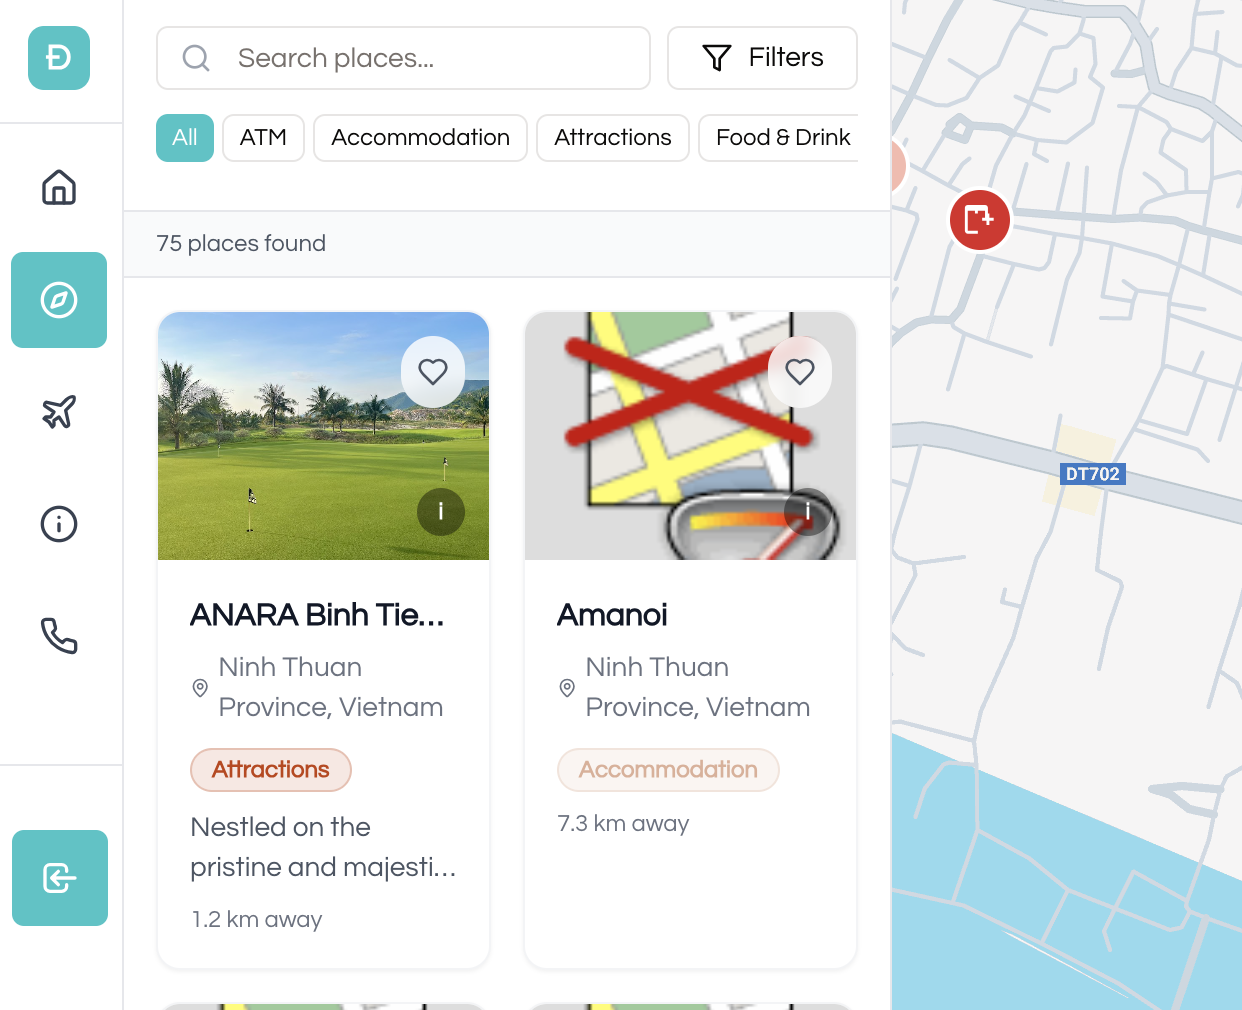 Đ
Search places...
Filters
All
ATM
Accommodation
Attractions
Food & Drink
75 places found
i
i
ANARA Binh Tie...
Ninh Thuan
Province, Vietnam
Attractions
Nestled on the
pristine and majesti...
1.2 km away
Amanoi
Ninh Thuan
Province, Vietnam
Accommodation
7.3 km away
DT702